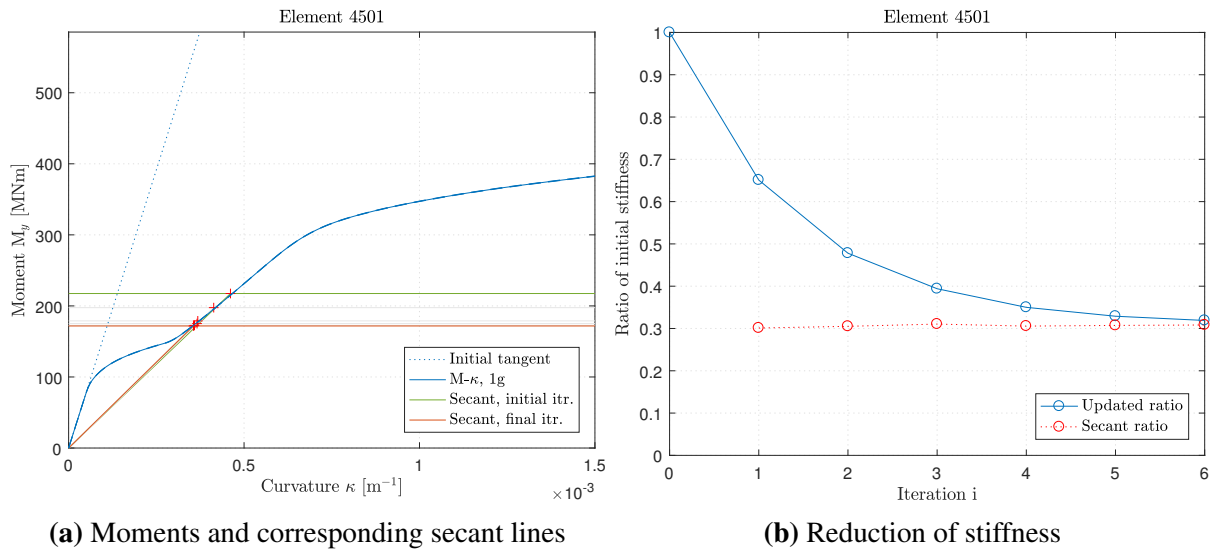 Element 4501
Moment M_y [MNm]
500
400
300
200
100
0
0
0.5
1
1.5
×10^-3
Curvature κ [m^-1]
Initial tangent
M-κ, 1g
Secant, initial itr.
Secant, final itr.
(a) Moments and corresponding secant lines
Element 4501
Ratio of initial stiffness
1
0.9
0.8
0.7
0.6
0.5
0.4
0.3
0.2
0.1
0
0
1
2
3
4
5
6
Iteration i
Updated ratio
Secant ratio
(b) Reduction of stiffness